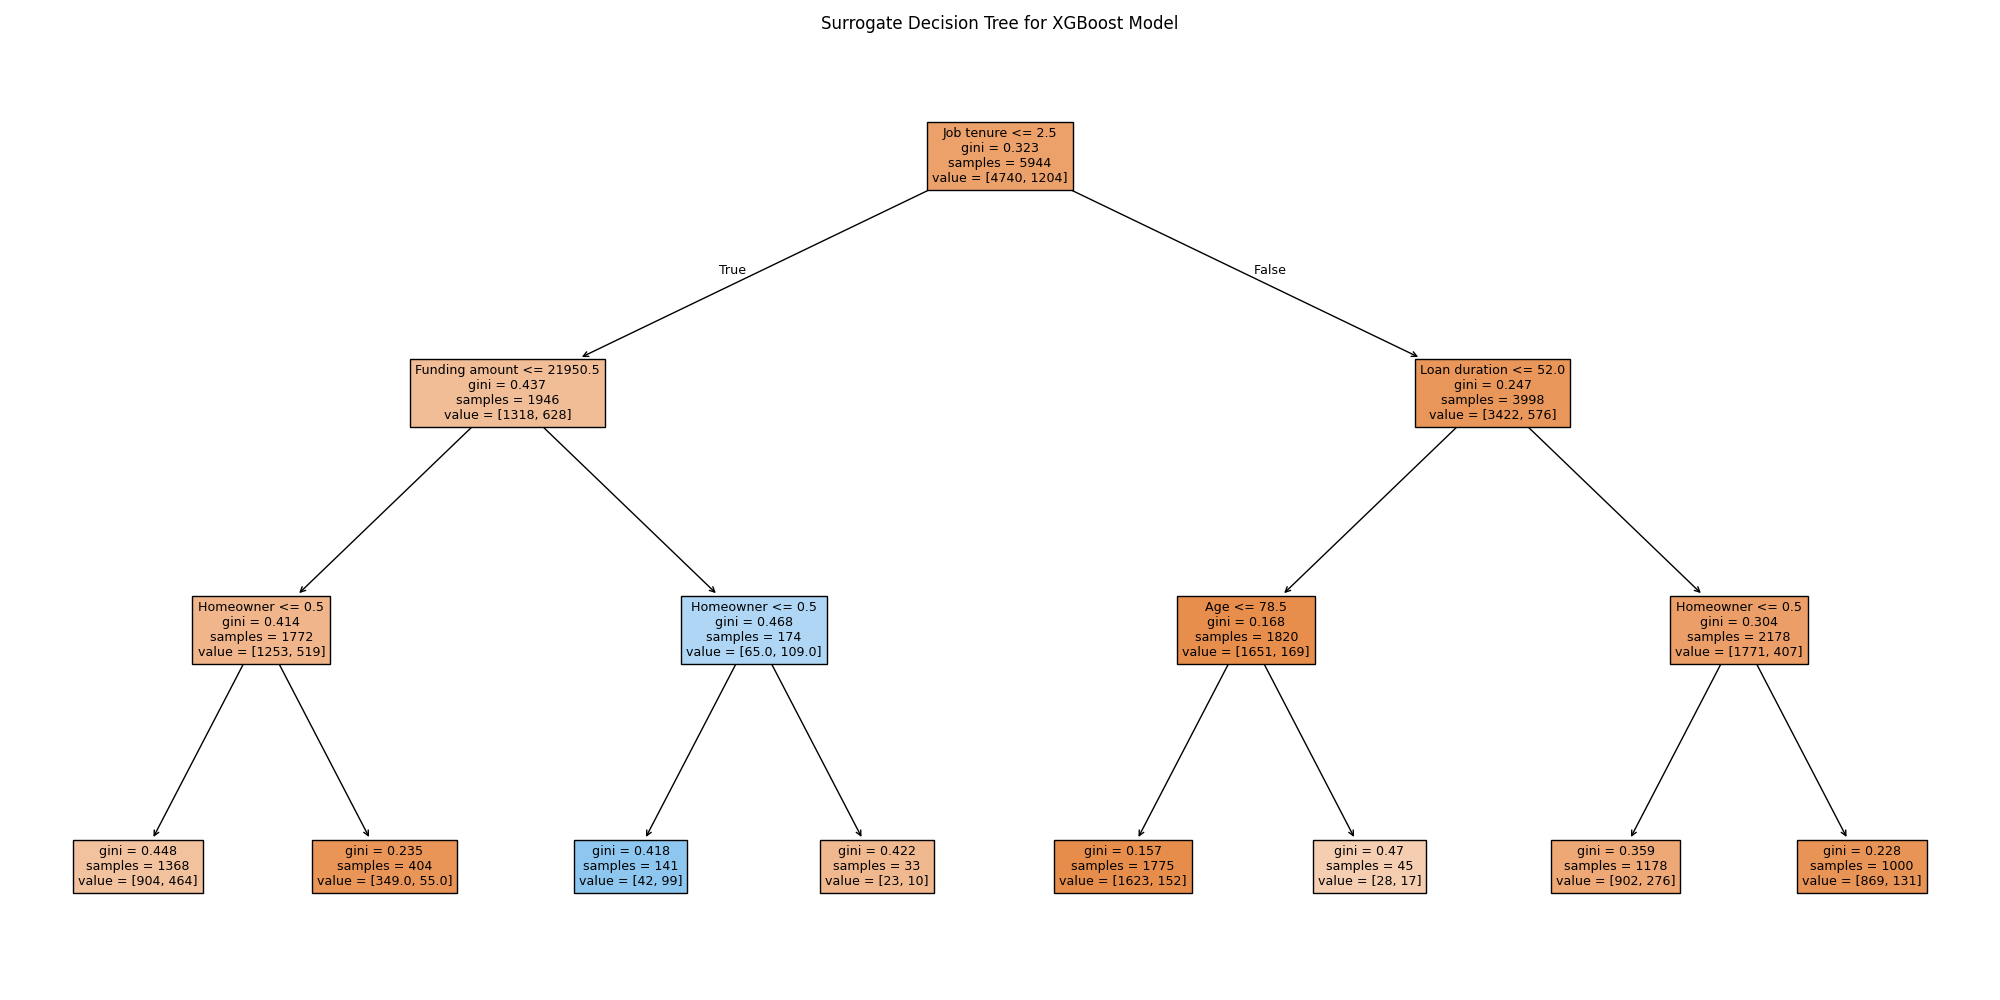 Surrogate Decision Tree for XGBoost Model
Job tenure <= 2.5
gini = 0.323
samples = 5944
value = [4740, 1204]
True
False
Funding amount <= 21950.5
gini = 0.437
samples = 1946
value = [1318, 628]
Loan duration <= 52.0
gini = 0.247
samples = 3998
value = [3422, 576]
Homeowner <= 0.5
gini = 0.414
samples = 1772
value = [1253, 519]
Homeowner <= 0.5
gini = 0.468
samples = 174
value = [65.0, 109.0]
Age <= 78.5
gini = 0.168
samples = 1820
value = [1651, 169]
Homeowner <= 0.5
gini = 0.304
samples = 2178
value = [1771, 407]
gini = 0.448
samples = 1368
value = [904, 464]
gini = 0.235
samples = 404
value = [349.0, 55.0]
gini = 0.418
samples = 141
value = [42, 99]
gini = 0.422
samples = 33
value = [23, 10]
gini = 0.157
samples = 1775
value = [1623, 152]
gini = 0.47
samples = 45
value = [28, 17]
gini = 0.359
samples = 1178
value = [902, 276]
gini = 0.228
samples = 1000
value = [869, 131]